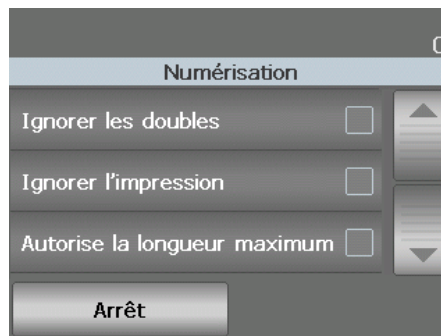 Numérisation
Ignorer les doubles
Ignorer l'impression
Autorise la longueur maximum
Arrêt